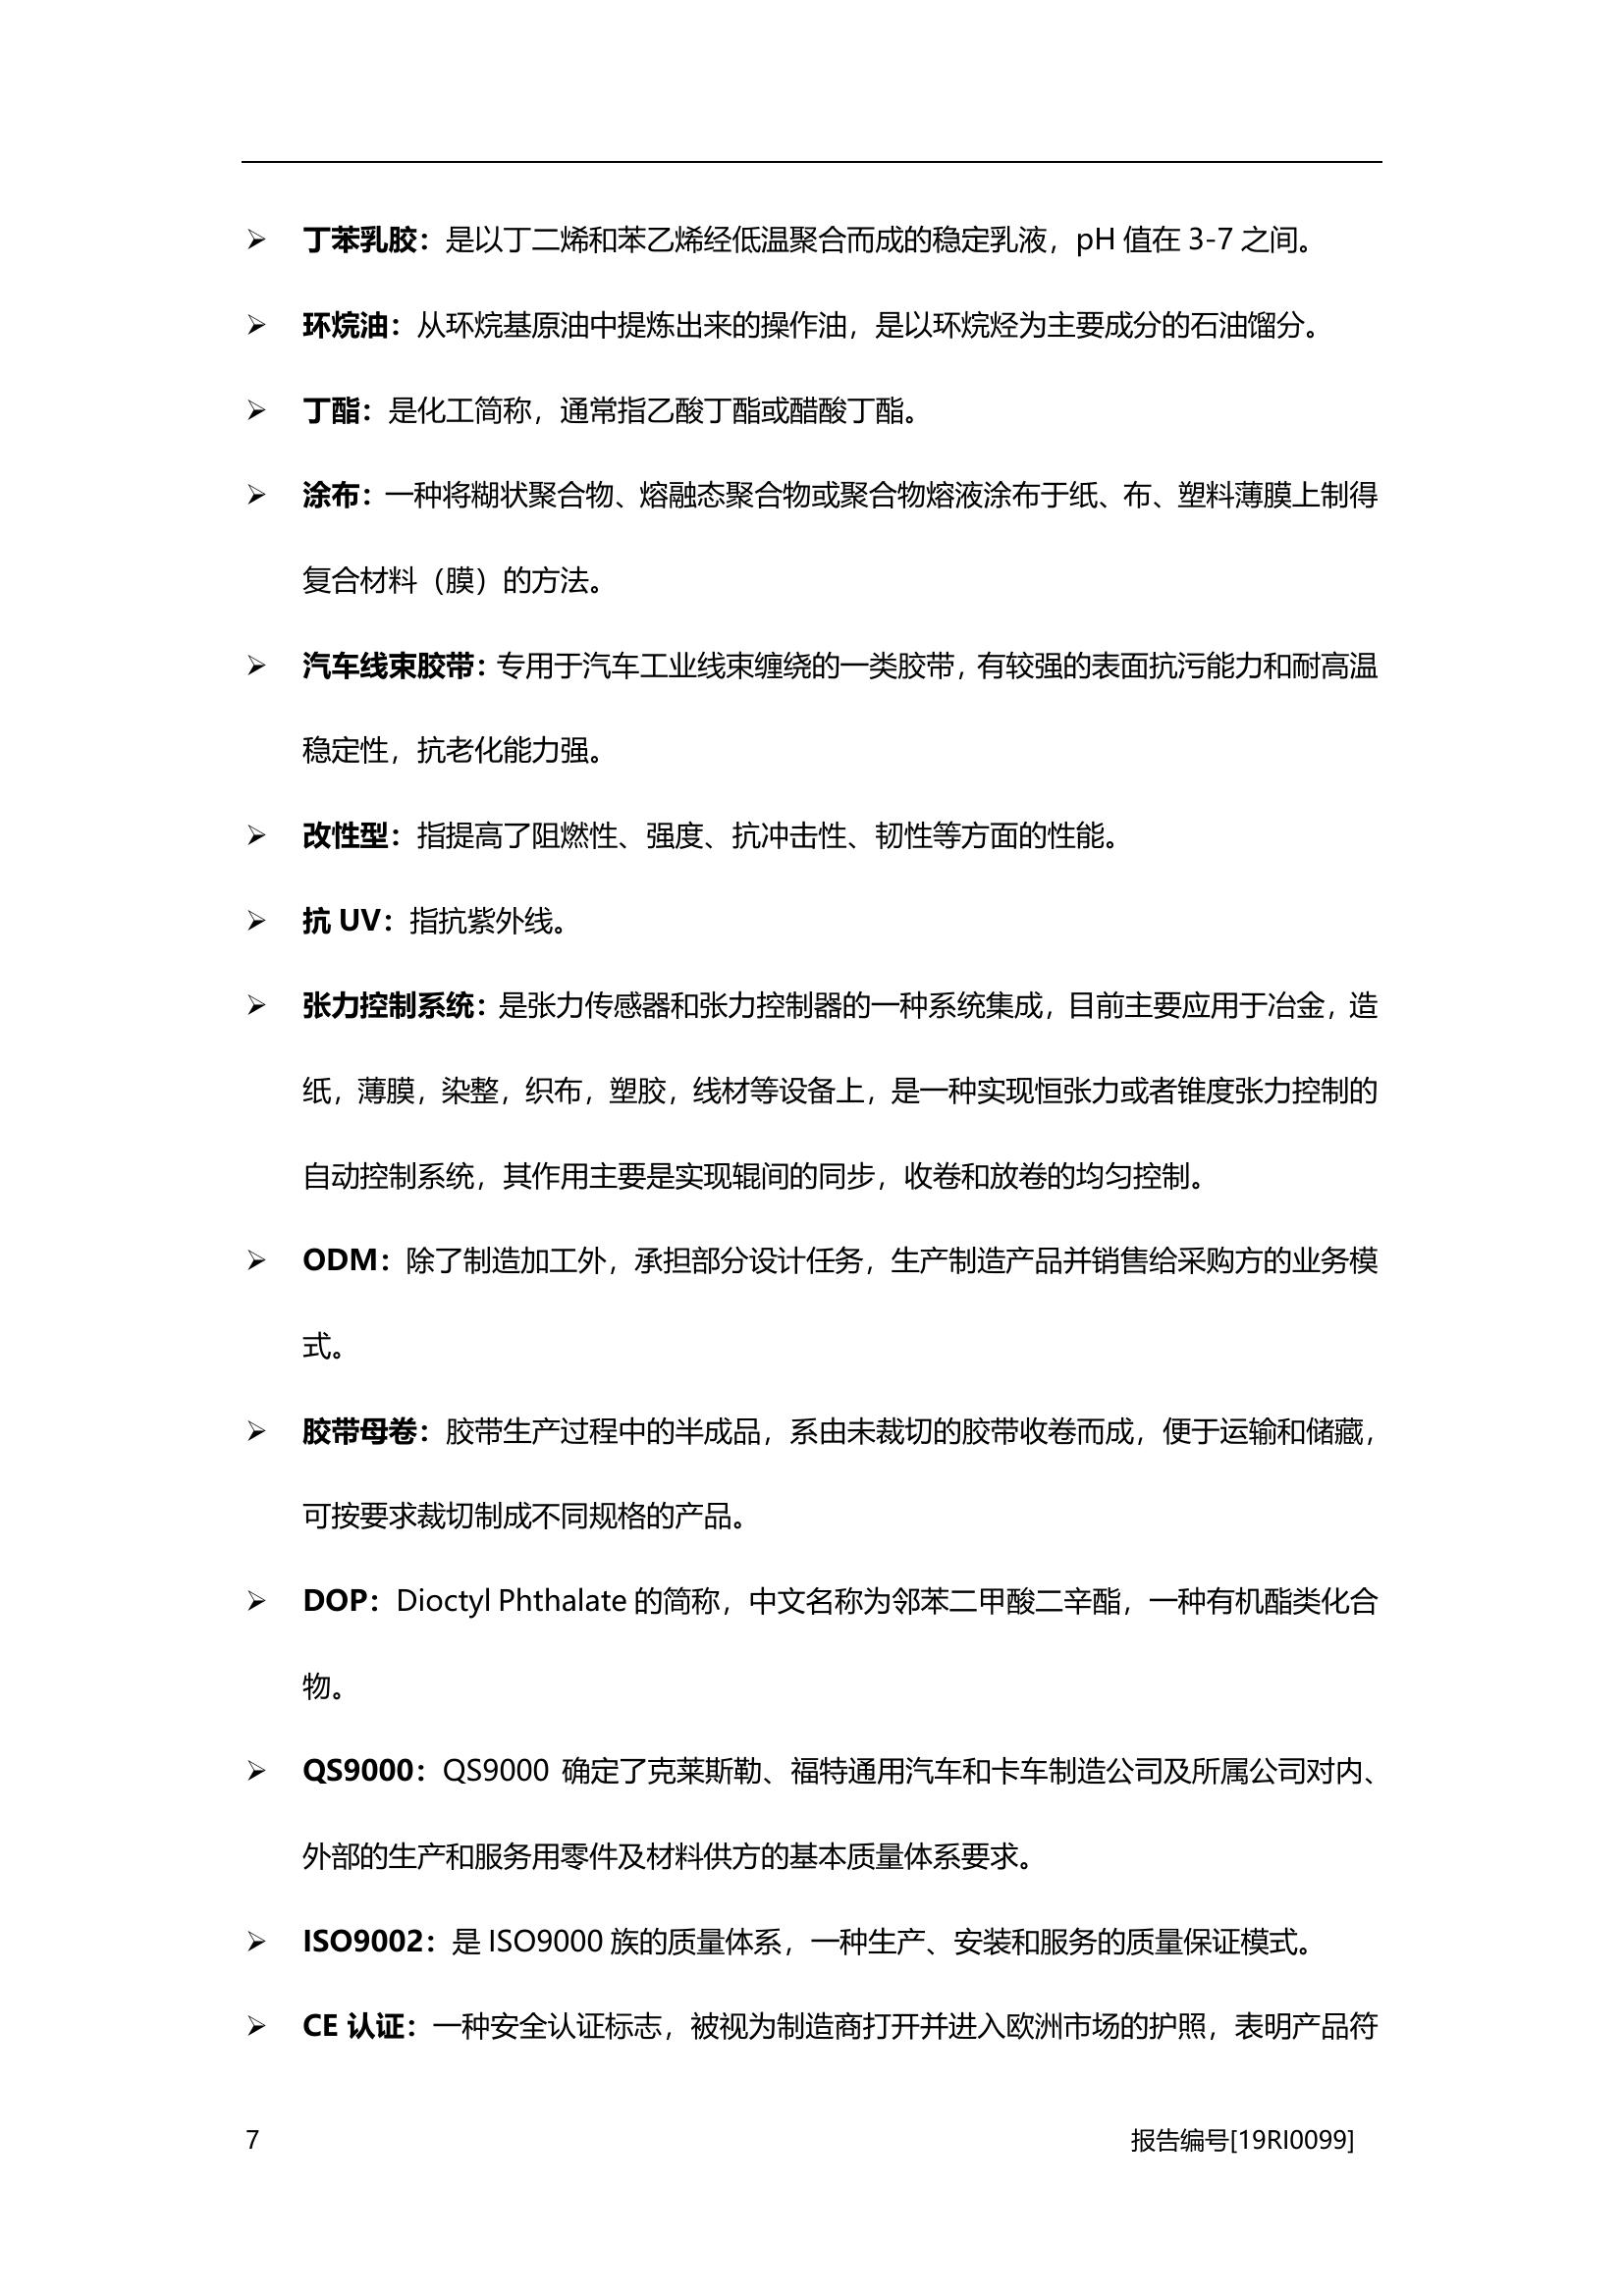 ➢ 丁苯乳胶：是以丁二烯和苯乙烯经低温聚合而成的稳定乳液，pH 值在 3-7 之间。
➢ 环烷油：从环烷基原油中提炼出来的操作油，是以环烷烃为主要成分的石油馏分。
➢ 丁酯：是化工简称，通常指乙酸丁酯或醋酸丁酯。
➢ 涂布：一种将糊状聚合物、熔融态聚合物或聚合物熔液涂布于纸、布、塑料薄膜上制得
复合材料（膜）的方法。
➢ 汽车线束胶带：专用于汽车工业线束缠绕的一类胶带，有较强的表面抗污能力和耐高温
稳定性，抗老化能力强。
➢ 改性型：指提高了阻燃性、强度、抗冲击性、韧性等方面的性能。
➢ 抗 UV：指抗紫外线。
➢ 张力控制系统：是张力传感器和张力控制器的一种系统集成，目前主要应用于冶金，造
纸，薄膜，染整，织布，塑胶，线材等设备上，是一种实现恒张力或者锥度张力控制的
自动控制系统，其作用主要是实现辊间的同步，收卷和放卷的均匀控制。
➢ ODM：除了制造加工外，承担部分设计任务，生产制造产品并销售给采购方的业务模
式。
➢ 胶带母卷：胶带生产过程中的半成品，系由未裁切的胶带收卷而成，便于运输和储藏，
可按要求裁切制成不同规格的产品。
➢ DOP：Dioctyl Phthalate 的简称，中文名称为邻苯二甲酸二辛酯，一种有机酯类化合
物。
➢ QS9000：QS9000 确定了克莱斯勒、福特通用汽车和卡车制造公司及所属公司对内、
外部的生产和服务用零件及材料供方的基本质量体系要求。
➢ ISO9002：是 ISO9000 族的质量体系，一种生产、安装和服务的质量保证模式。
➢ CE 认证：一种安全认证标志，被视为制造商打开并进入欧洲市场的护照，表明产品符
7 报告编号[19RI0099]